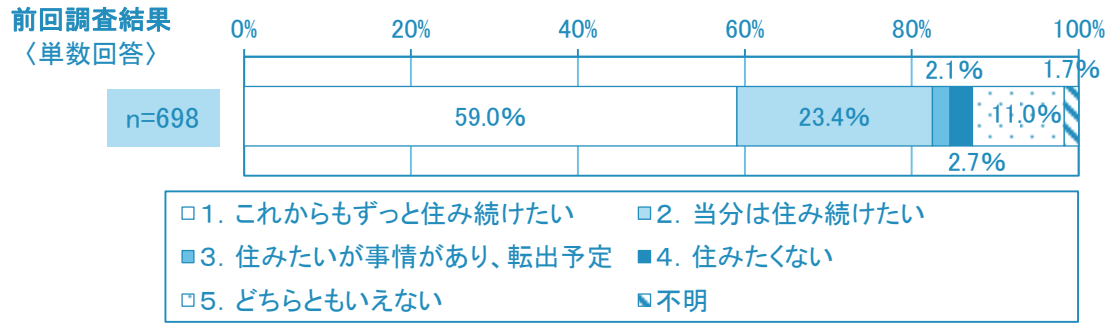 前回調査結果
〈単数回答〉
0% 20% 40% 60% 80% 100%
2.1% 1.7%
n=698 59.0% 23.4% 11.0%
2.7%
1．これからもずっと住み続けたい 2．当分は住み続けたい
3．住みたいが事情があり、転出予定 4．住みたくない
5．どちらともいえない 不明